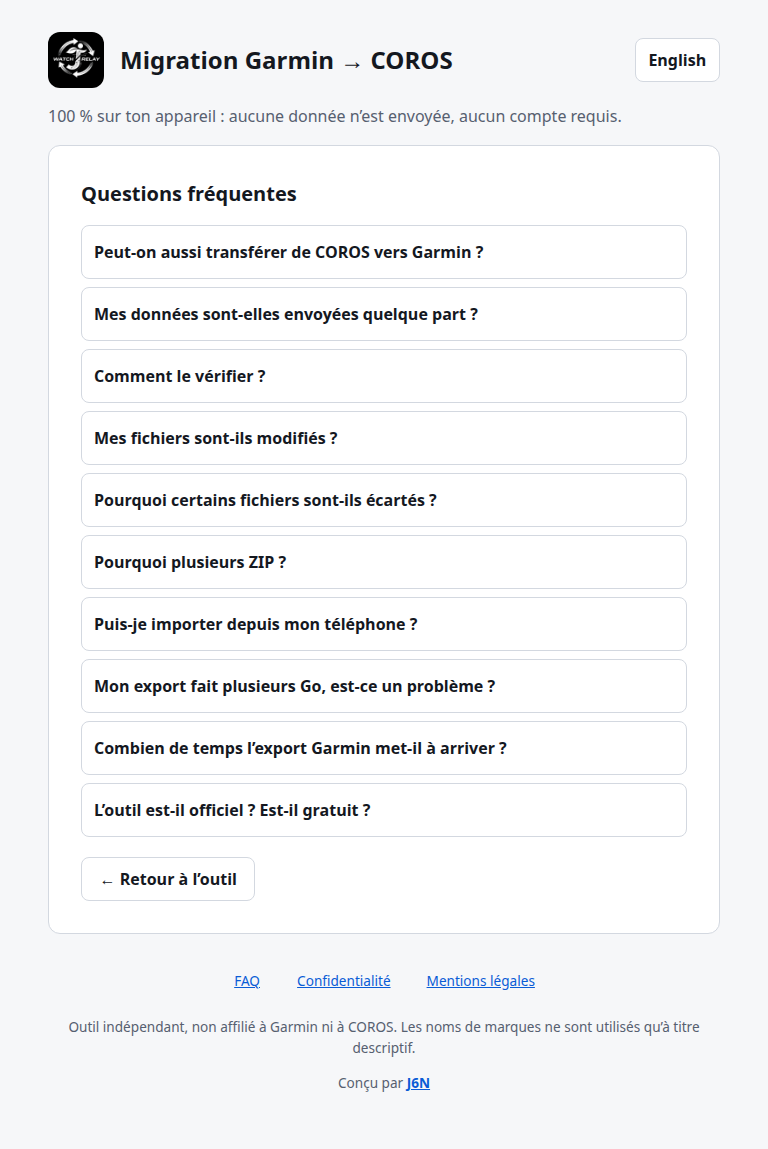 WATCH RELAY
Migration Garmin → COROS
English
100 % sur ton appareil : aucune donnée n’est envoyée, aucun compte requis.
Questions fréquentes
Peut-on aussi transférer de COROS vers Garmin ?
Mes données sont-elles envoyées quelque part ?
Comment le vérifier ?
Mes fichiers sont-ils modifiés ?
Pourquoi certains fichiers sont-ils écartés ?
Pourquoi plusieurs ZIP ?
Puis-je importer depuis mon téléphone ?
Mon export fait plusieurs Go, est-ce un problème ?
Combien de temps l’export Garmin met-il à arriver ?
L’outil est-il officiel ? Est-il gratuit ?
← Retour à l’outil
FAQ Confidentialité Mentions légales
Outil indépendant, non affilié à Garmin ni à COROS. Les noms de marques ne sont utilisés qu’à titre
descriptif.
Conçu par J6N